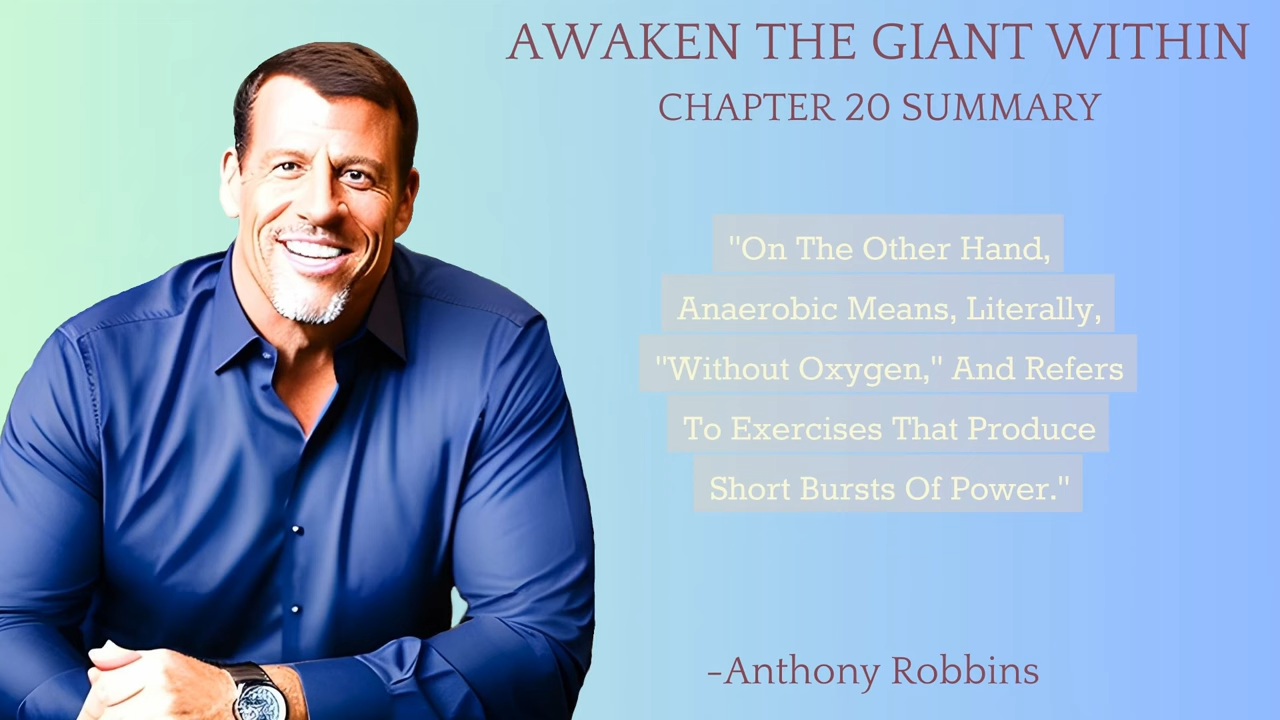 AWAKEN THE GIANT WITHIN
CHAPTER 20 SUMMARY
"On The Other Hand,
Anaerobic Means, Literally,
"Without Oxygen," And Refers
To Exercises That Produce
Short Bursts Of Power."
–Anthony Robbins